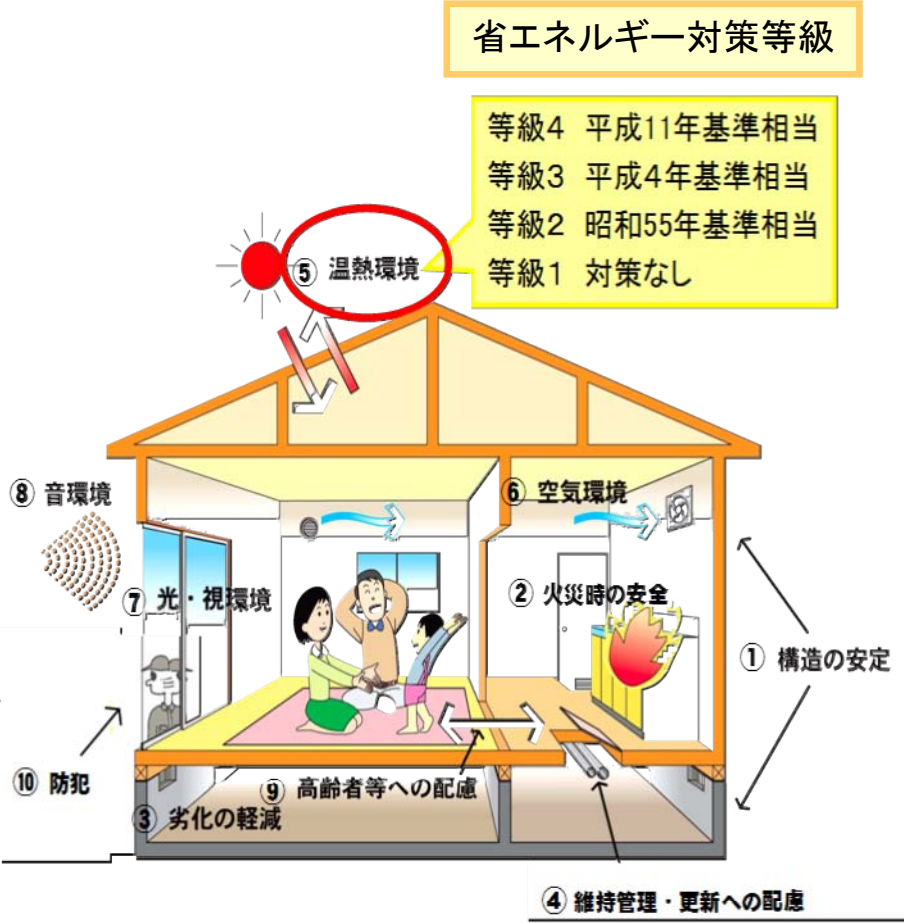 省エネルギー対策等級
等級4 平成11年基準相当
等級3 平成4年基準相当
等級2 昭和55年基準相当
等級1 対策なし
⑤ 温熱環境
⑧ 音環境
⑥ 空気環境
⑦ 光・視環境
② 火災時の安全
① 構造の安定
⑩ 防犯
⑨ 高齢者等への配慮
③ 劣化の軽減
④ 維持管理・更新への配慮